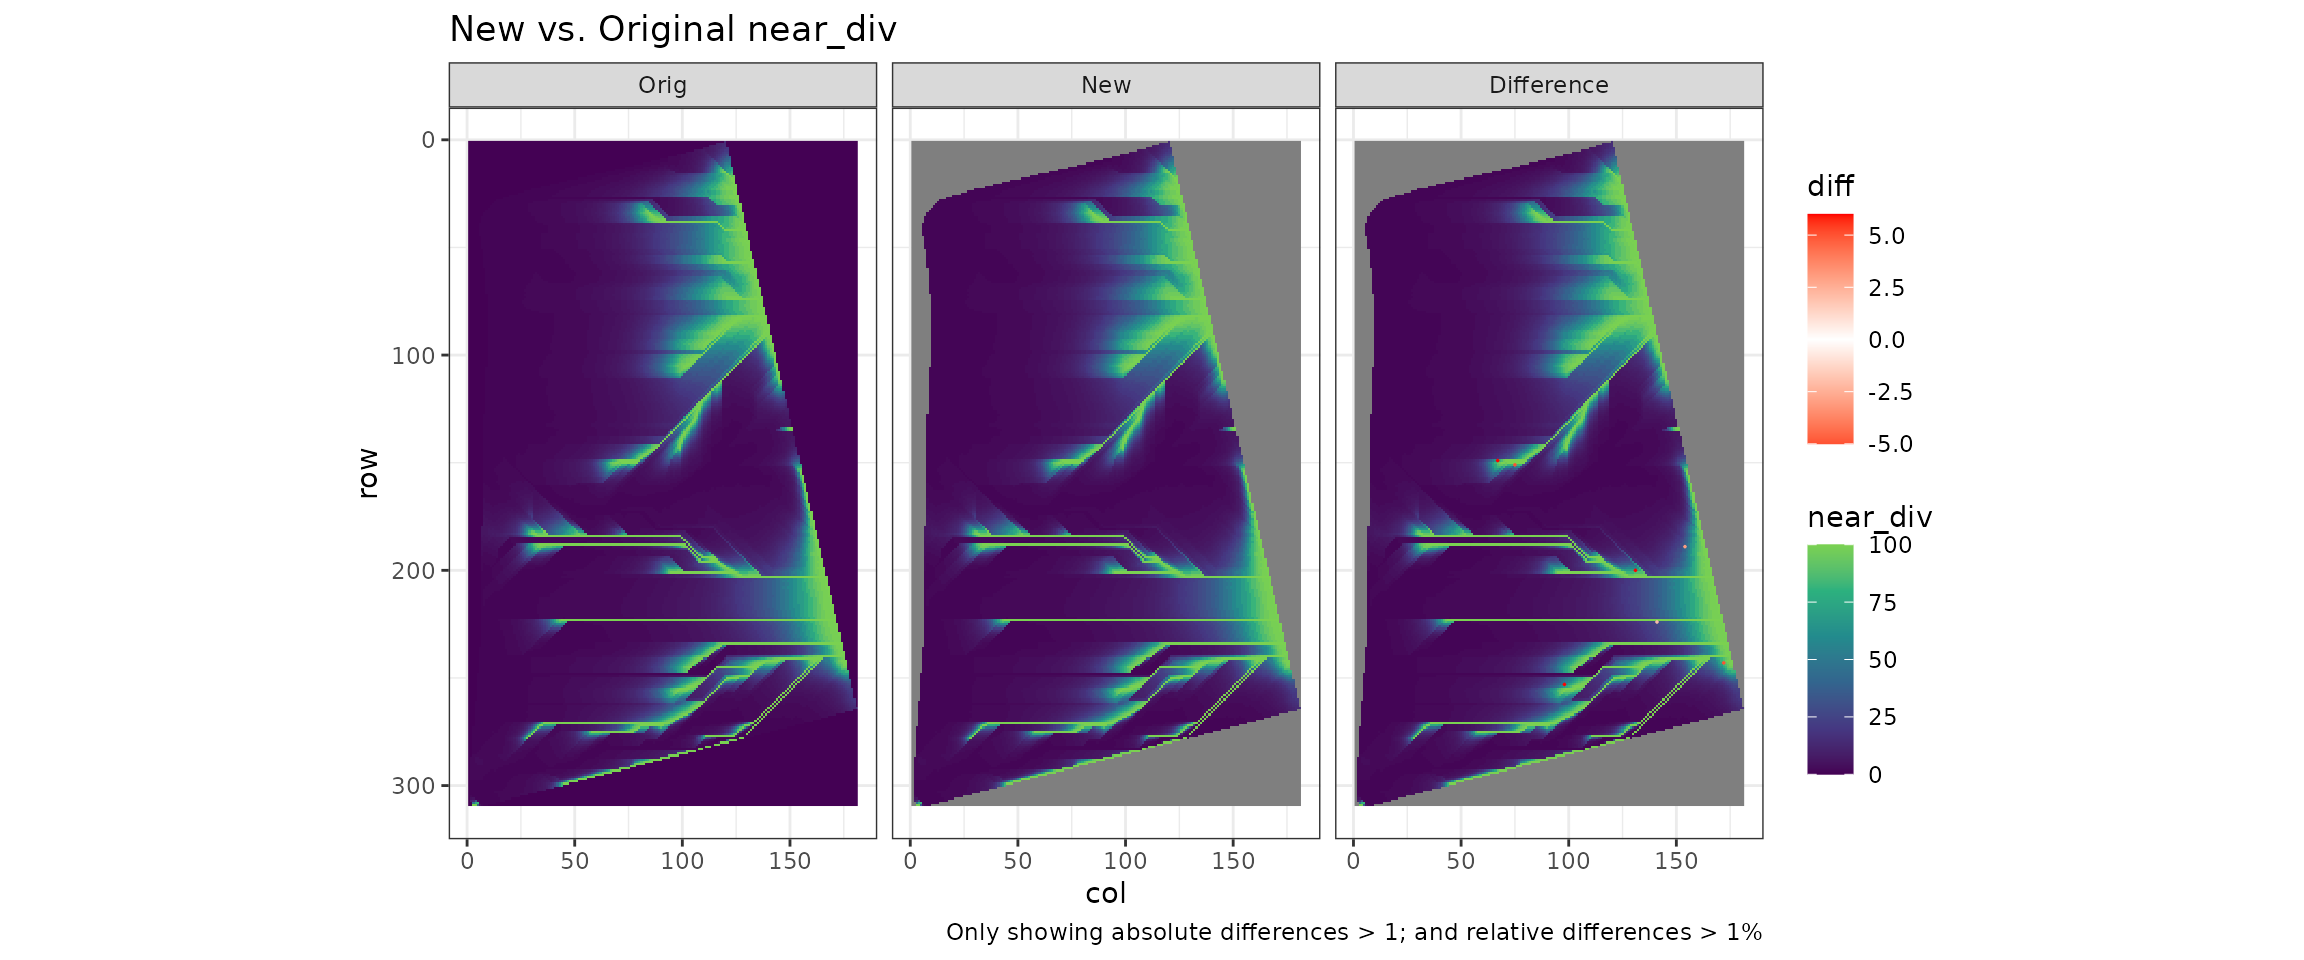 New vs. Original near_div
Orig
New
Difference
0
100
200
300
row
0
50
100
150
0
50
100
150
0
50
100
150
col
diff
5.0
2.5
0.0
-2.5
-5.0
near_div
100
75
50
25
0
Only showing absolute differences > 1; and relative differences > 1%